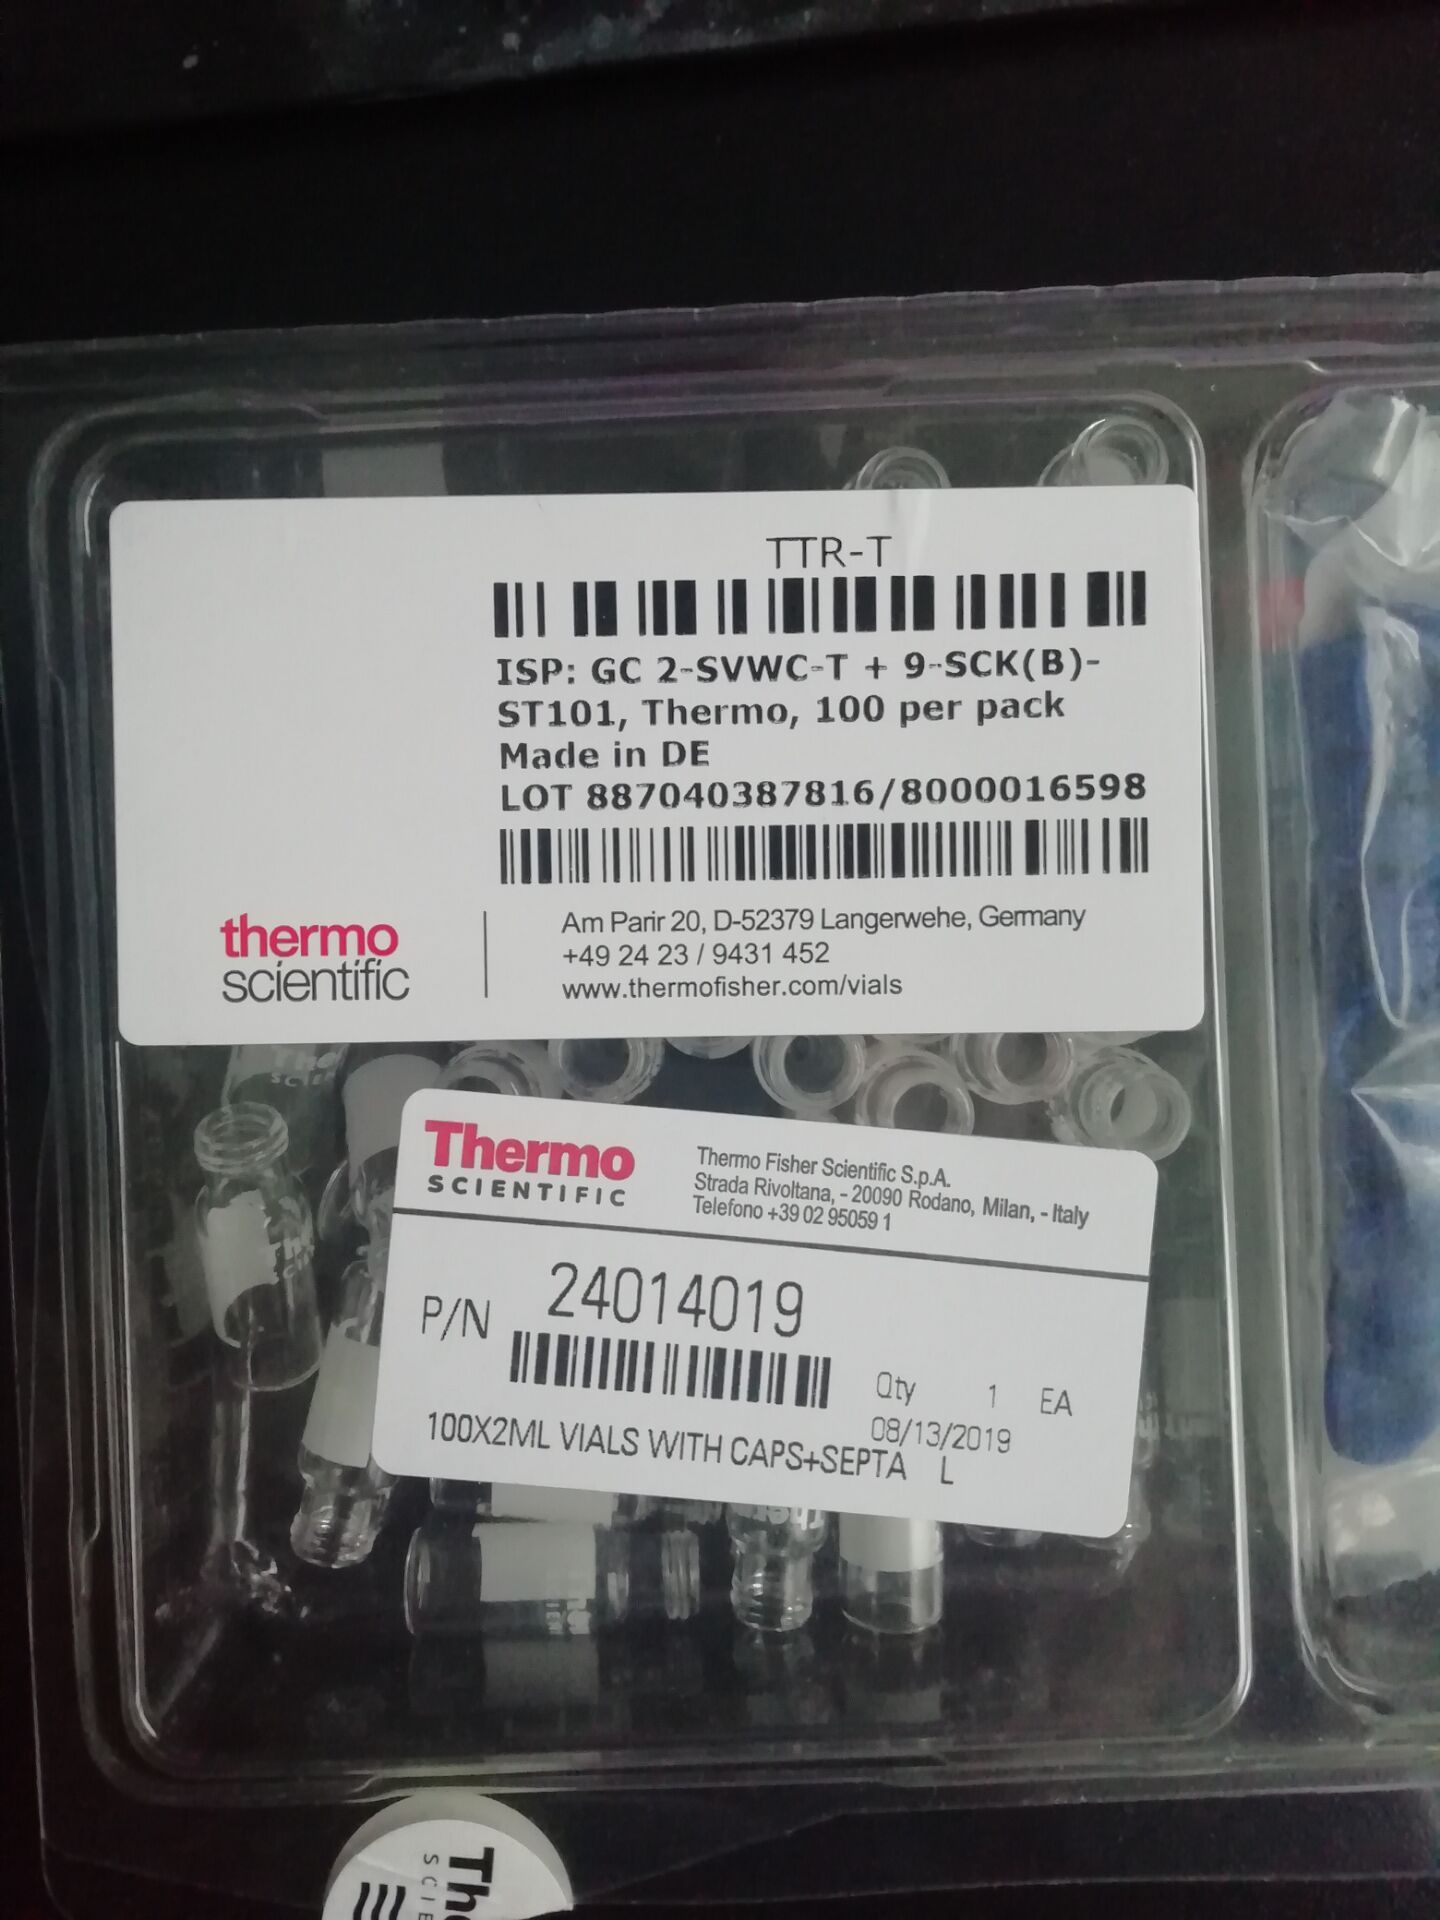 TTR-T
ISP: GC 2-SVWC-T + 9-SCK(B)-
ST101, Thermo, 100 per pack
Made in DE
LOT 887040387816/8000016598
thermo
scientific
Am Parir 20, D-52379 Langerwehe, Germany
+49 24 23 / 9431 452
www.thermofisher.com/vials
Thermo
SCIENTIFIC
Thermo Fisher Scientific S.p.A.
Strada Rivoltana, - 20090 Rodano, Milan, - Italy
Telefono +39 02 95059 1
P/N 24014019
Qty 1 EA
08/13/2019
100X2ML VIALS WITH CAPS+SEPTA L